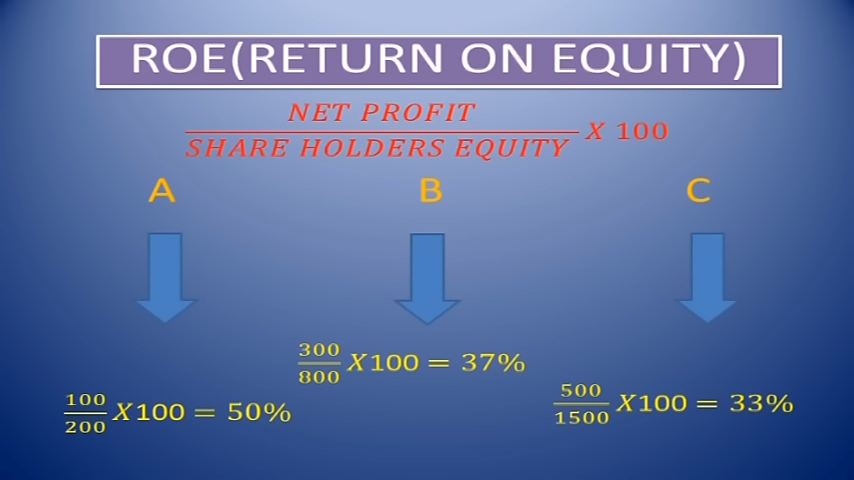 ROE(RETURN ON EQUITY)
NET PROFIT
SHARE HOLDERS EQUITY X 100
A B C
300
800 X100 = 37%
100
200 X100 = 50%
500
1500 X100 = 33%